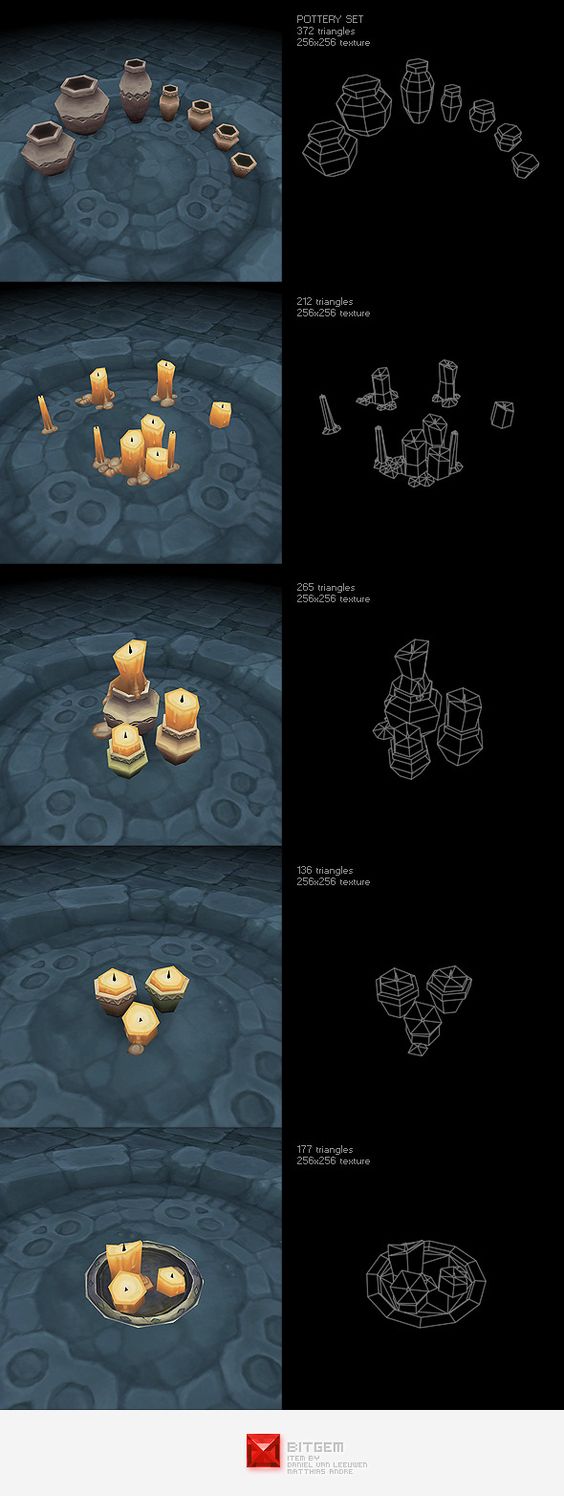 POTTERY SET
372 triangles
256x256 texture
212 triangles
256x256 texture
265 triangles
256x256 texture
136 triangles
256x256 texture
177 triangles
256x256 texture
BITGEM
ITEM BY
DANIEL VAN LEEUWEN
MATTHIAS ANDRE